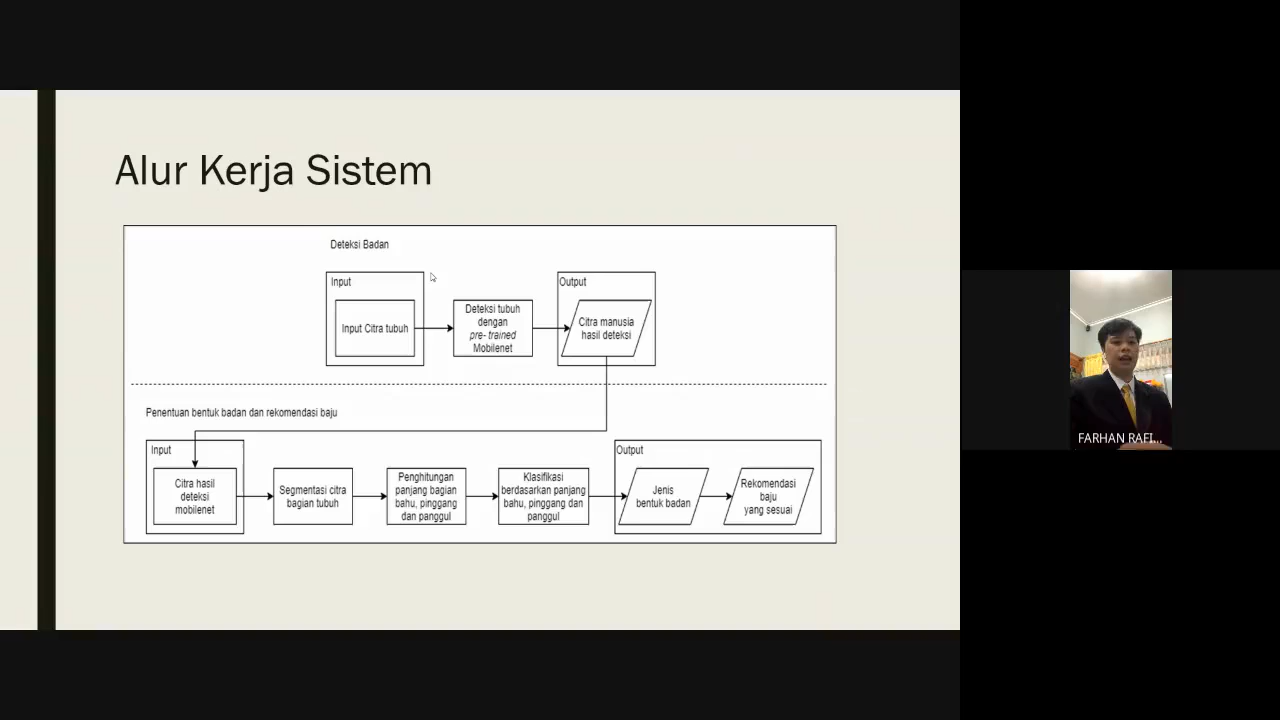 Alur Kerja Sistem
Deteksi Badan
Input
Input Citra tubuh
Deteksi tubuh
dengan
pre- trained
Mobilenet
Output
Citra manusia
hasil deteksi
Penentuan bentuk badan dan rekomendasi baju
Input
Citra hasil
deteksi
mobilenet
Segmentasi citra
bagian tubuh
Penghitungan
panjang bagian
bahu, pinggang
dan panggul
Klasifikasi
berdasarkan panjang
bahu, pinggang dan
panggul
Output
Jenis
bentuk badan
Rekomendasi
baju
yang sesuai
FARHAN RAFI...